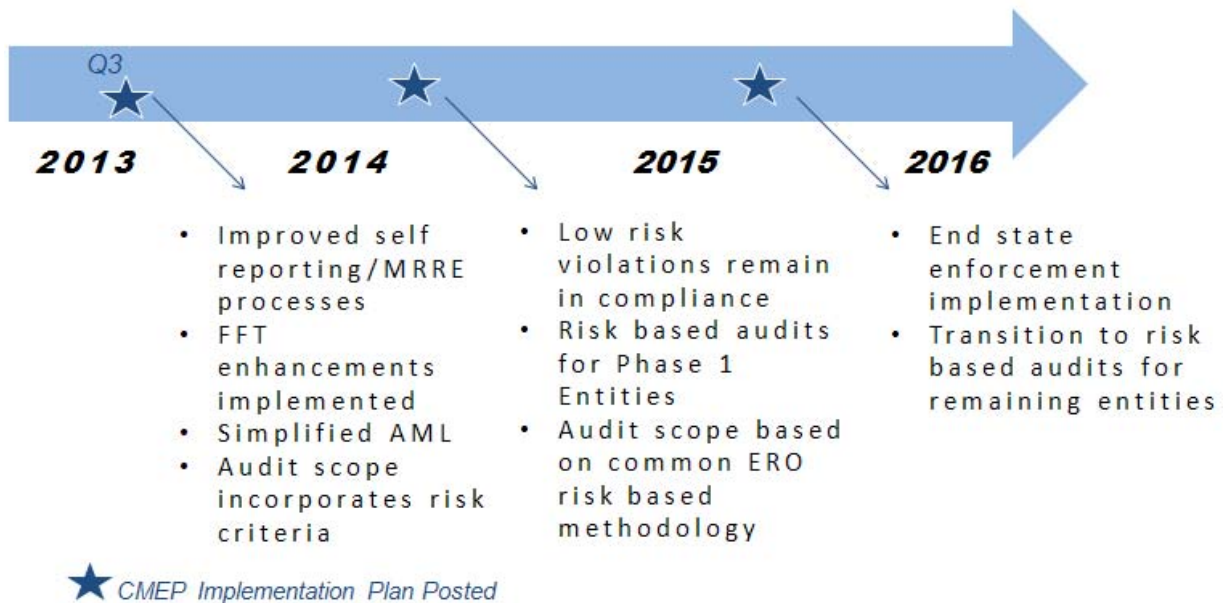 Q3
2013
2014
2015
2016
• Improved self
reporting/MRRE
processes
• FFT
enhancements
implemented
• Simplified AML
• Audit scope
incorporates risk
criteria
• Low risk
violations remain
in compliance
• Risk based audits
for Phase 1
Entities
• Audit scope based
on common ERO
risk based
methodology
• End state
enforcement
implementation
• Transition to risk
based audits for
remaining entities
CMEP Implementation Plan Posted